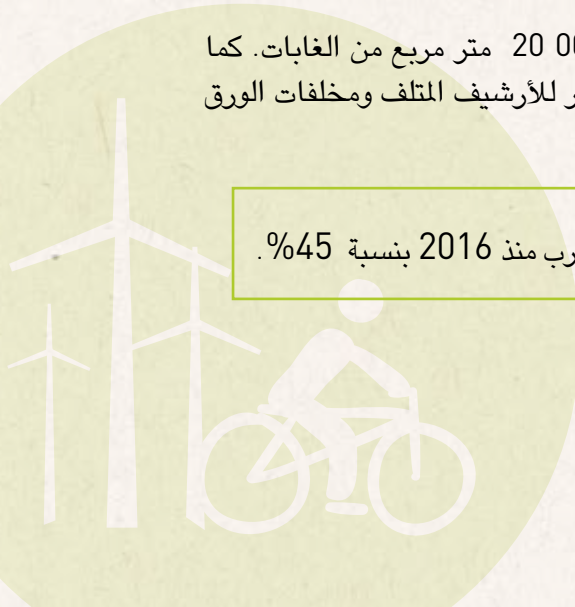 20 متر مربع من الغابات. كما
للأرشيف المتلف ومخلفات الورق
منذ 2016 بنسبة 45%.